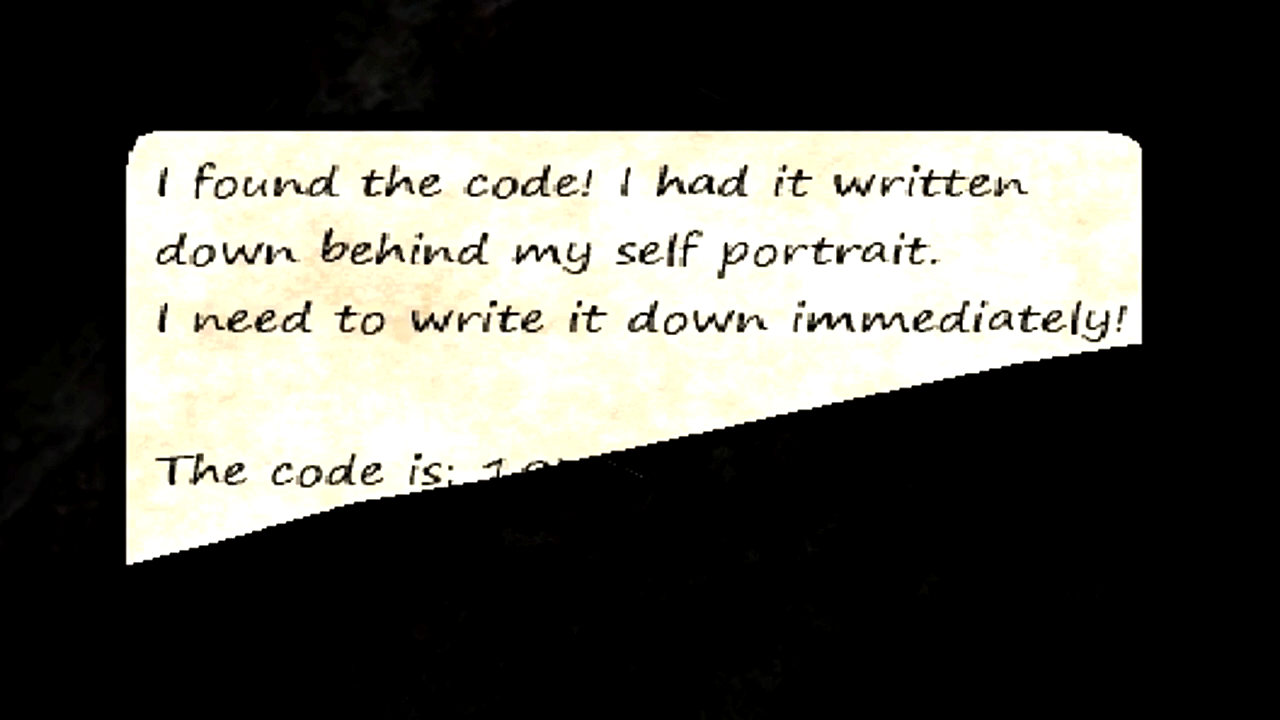 I found the code! I had it written
down behind my self portrait.
I need to write it down immediately!
The code is: